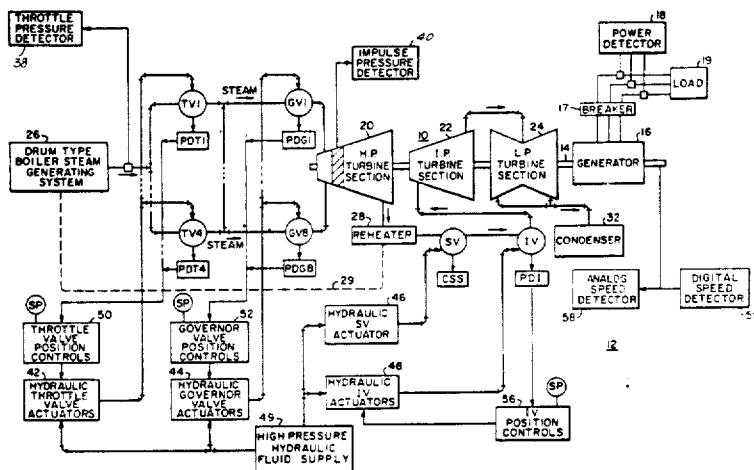 THROTTLE
PRESSURE
DETECTOR
38
IMPULSE
PRESSURE
DETECTOR
40
18
POWER
DETECTOR
19
LOAD
17
BREAKER
26
DRUM TYPE
BOILER STEAM
GENERATING
SYSTEM
TV1
STEAM
GV1
PDT1
PDG1
TV4
STEAM
GV8
PDT4
PDG8
20
H.P.
TURBINE
SECTION
10
22
I.P.
TURBINE
SECTION
24
L.P.
TURBINE
SECTION
14
16
GENERATOR
28
REHEATER
29
SV
IV
CSS
PDI
32
CONDENSER
ANALOG
SPEED
DETECTOR
58
DIGITAL
SPEED
DETECTOR
12
SP
50
THROTTLE
VALVE
POSITION
CONTROLS
SP
52
GOVERNOR
VALVE
POSITION
CONTROLS
42
HYDRAULIC
THROTTLE
VALVE
ACTUATORS
44
HYDRAULIC
GOVERNOR
VALVE
ACTUATORS
46
HYDRAULIC
SV
ACTUATOR
48
HYDRAULIC
IV
ACTUATORS
49
HIGH PRESSURE
HYDRAULIC
FLUID SUPPLY
SP
56
IV
POSITION
CONTROLS